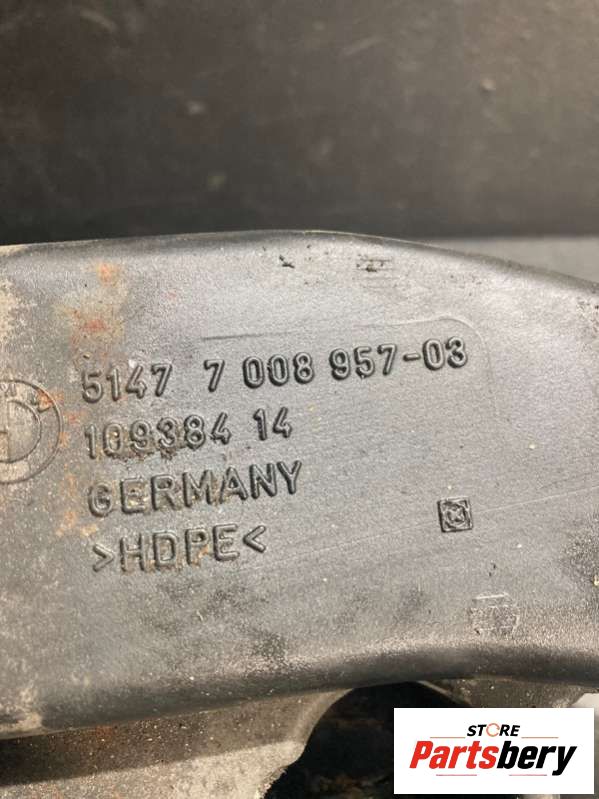 5147 7 008 957-03
109384 14
GERMANY
>HDPE<
STORE
Partsbery